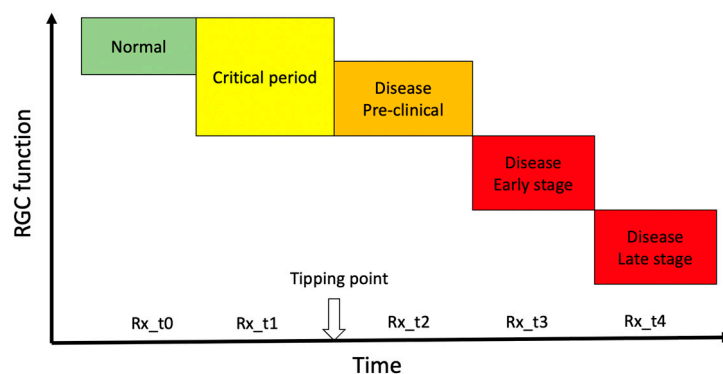 Normal
Critical period
Disease
Pre-clinical
Disease
Early stage
Disease
Late stage
RGC function
Tipping point
Rx_t0
Rx_t1
Rx_t2
Rx_t3
Rx_t4
Time